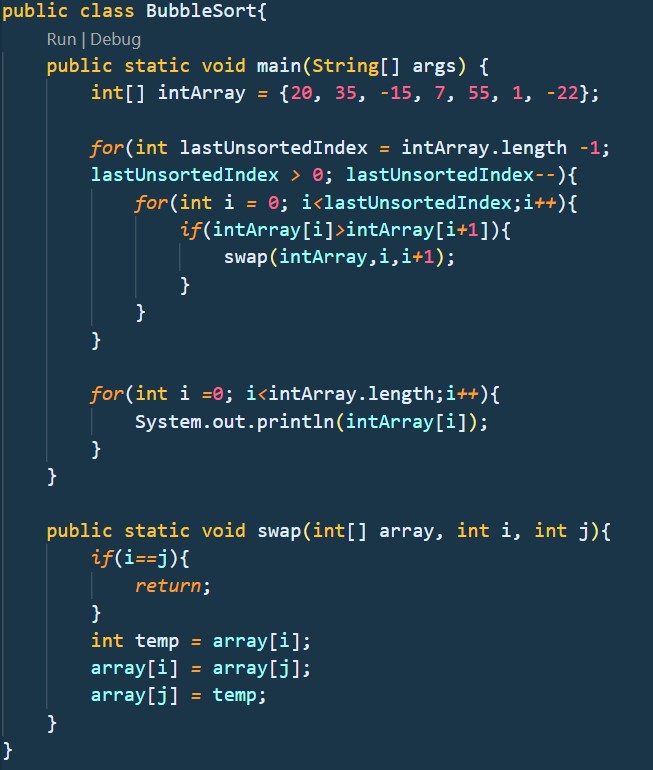 public class BubbleSort{
Run | Debug
public static void main(String[] args) {
int[] intArray = {20, 35, -15, 7, 55, 1, -22};
for(int lastUnsortedIndex = intArray.length -1;
lastUnsortedIndex > 0; lastUnsortedIndex--){
for(int i = 0; i<lastUnsortedIndex;i++){
if(intArray[i]>intArray[i+1]){
swap(intArray,i,i+1);
}
}
}
for(int i =0; i<intArray.length;i++){
System.out.println(intArray[i]);
}
}
public static void swap(int[] array, int i, int j){
if(i==j){
return;
}
int temp = array[i];
array[i] = array[j];
array[j] = temp;
}
}